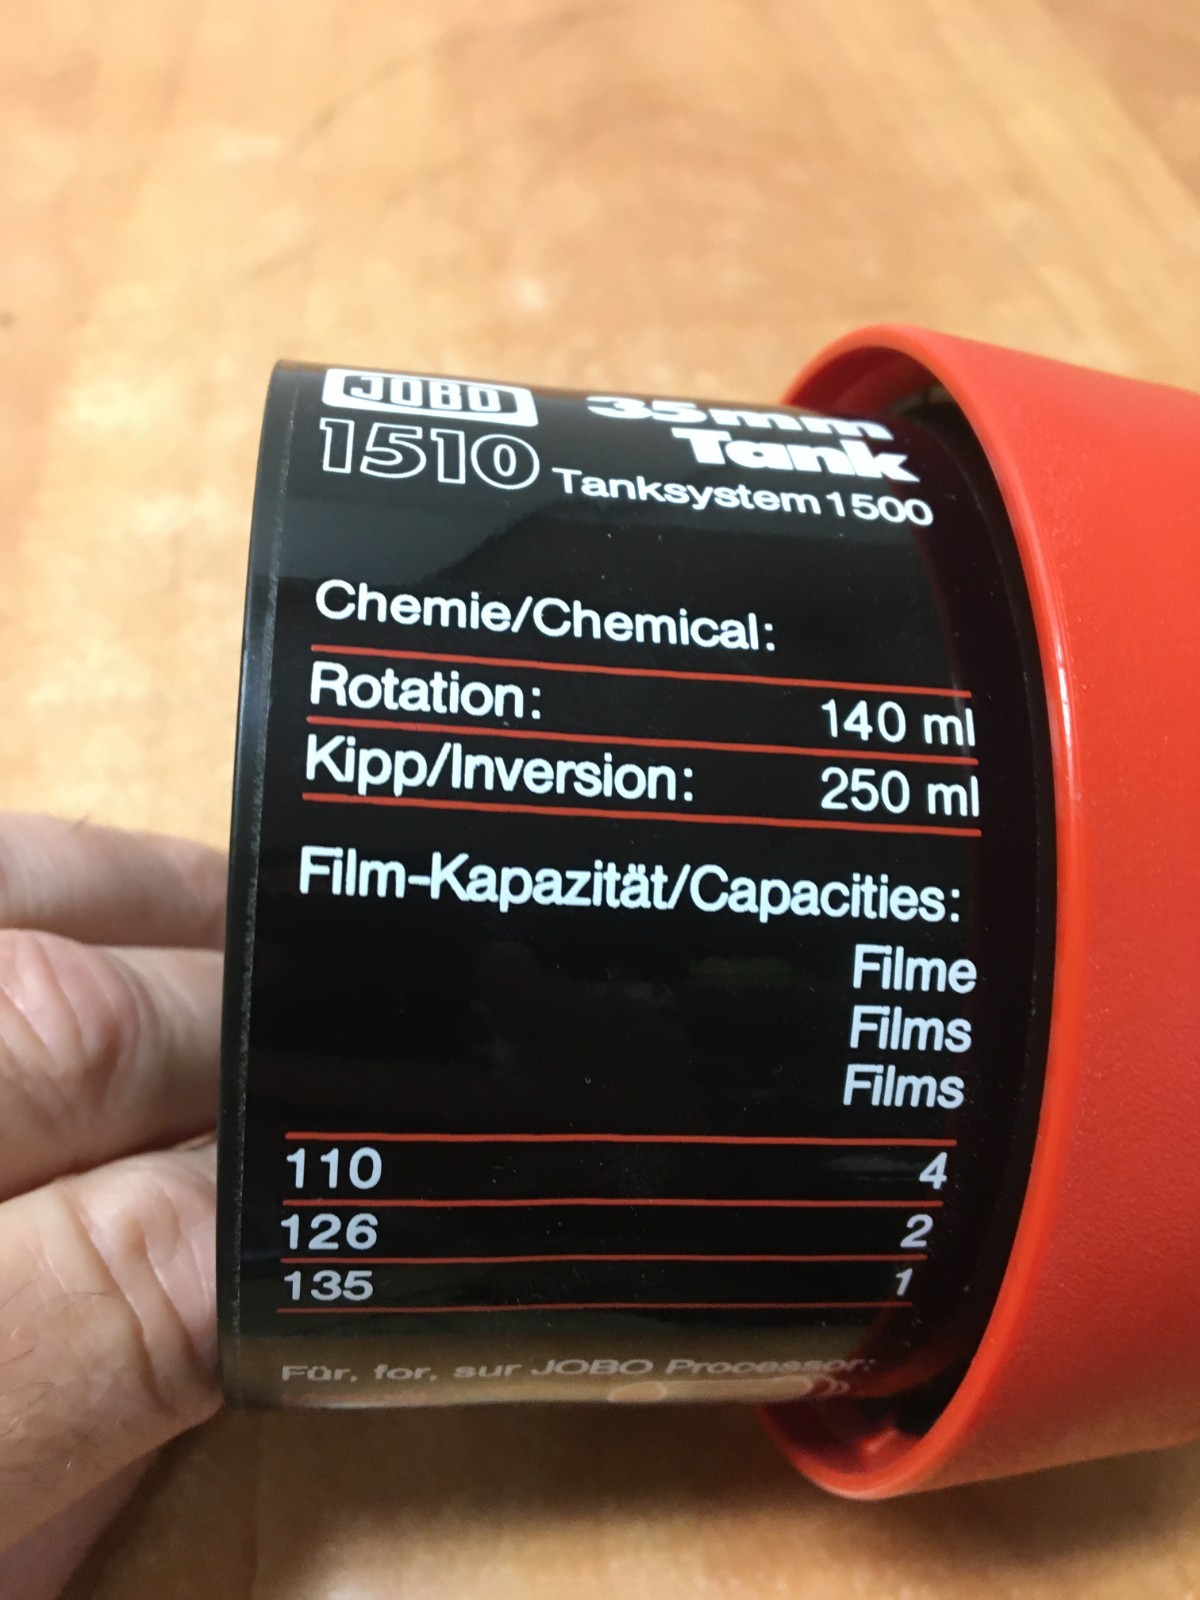 JOBO
35mm
Tank
1510
Tanksystem 1500
Chemie/Chemical:
Rotation: 140 ml
Kipp/Inversion: 250 ml
Film-Kapazität/Capacities:
Filme
Films
Films
110 4
126 2
135 1
Für, for, sur JOBO Processor: